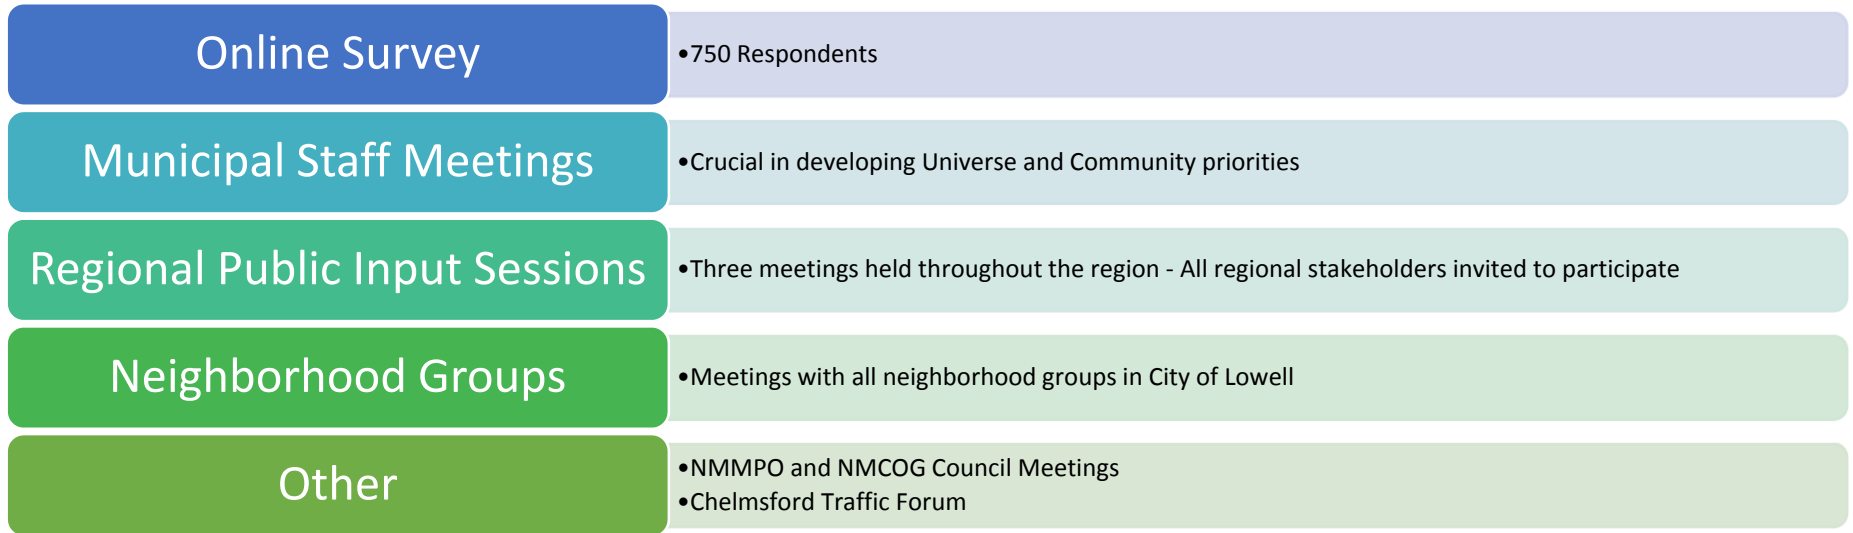 Online Survey
•750 Respondents
Municipal Staff Meetings
•Crucial in developing Universe and Community priorities
Regional Public Input Sessions
•Three meetings held throughout the region - All regional stakeholders invited to participate
Neighborhood Groups
•Meetings with all neighborhood groups in City of Lowell
Other
•NMMPO and NMCOG Council Meetings
•Chelmsford Traffic Forum